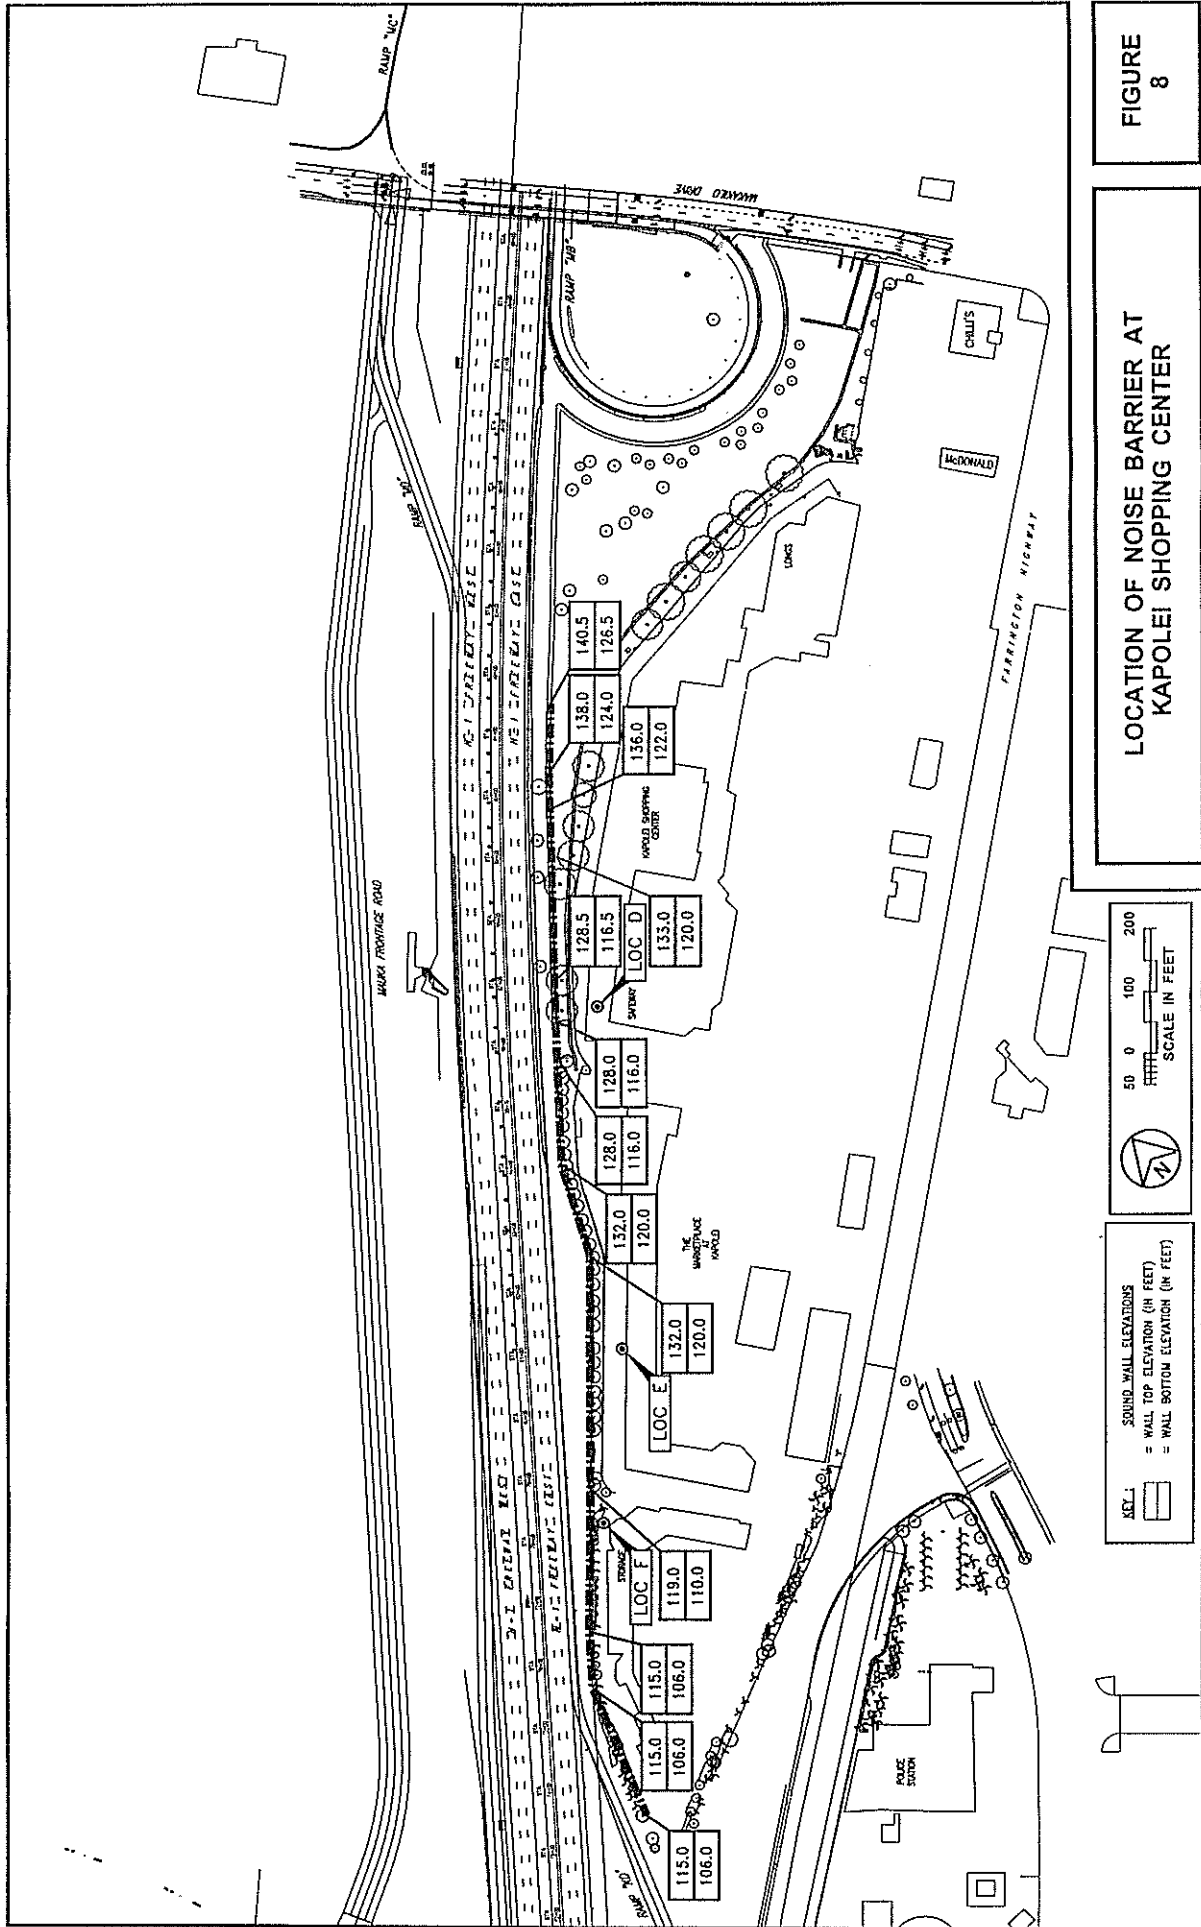 RAMP "MC"
MAKAKILO DRIVE
RAMP "MB"
CHILI'S
McDONALD
FARRINGTON HIGHWAY
LONGS
MAUKA FRONTAGE ROAD
140.5
126.5
138.0
124.0
136.0
122.0
KAPOLEI SHOPPING
CENTER
133.0
120.0
128.5
116.5
LOC D
SAFEWAY
128.0
116.0
128.0
116.0
132.0
120.0
THE
MARKETPLACE
AT
KAPOLEI
132.0
120.0
LOC E
119.0
110.0
LOC F
STORAGE
115.0
106.0
115.0
106.0
115.0
106.0
POLICE
STATION
KEY:
SOUND WALL ELEVATIONS
= WALL TOP ELEVATION (IN FEET)
= WALL BOTTOM ELEVATION (IN FEET)
N
50 0 100 200
SCALE IN FEET
LOCATION OF NOISE BARRIER AT
KAPOLEI SHOPPING CENTER
FIGURE
8